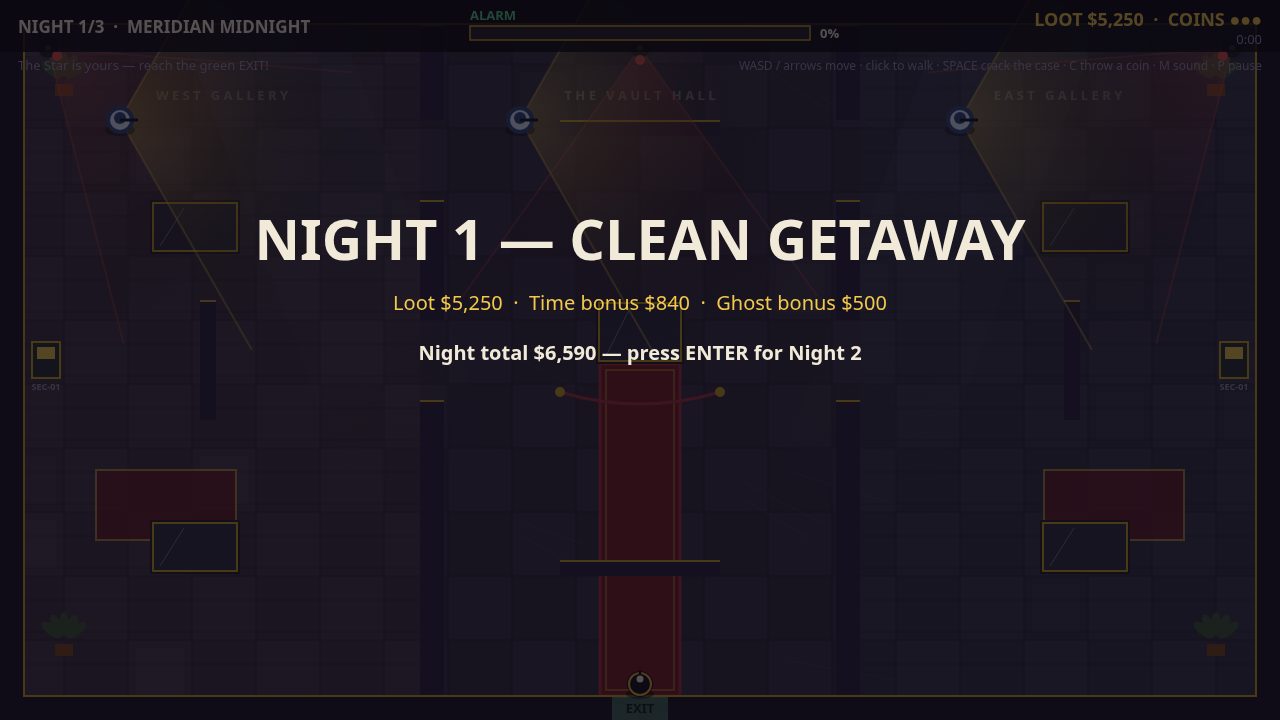 NIGHT 1/3 · MERIDIAN MIDNIGHT
ALARM
0%
LOOT $5,250 · COINS ●●●
0:00
The Star is yours — reach the green EXIT!
WASD / arrows move · click to walk · SPACE crack the case · C throw a coin · M sound · P pause
WEST GALLERY
THE VAULT HALL
EAST GALLERY
NIGHT 1 — CLEAN GETAWAY
Loot $5,250 · Time bonus $840 · Ghost bonus $500
Night total $6,590 — press ENTER for Night 2
SEC-01
SEC-01
EXIT